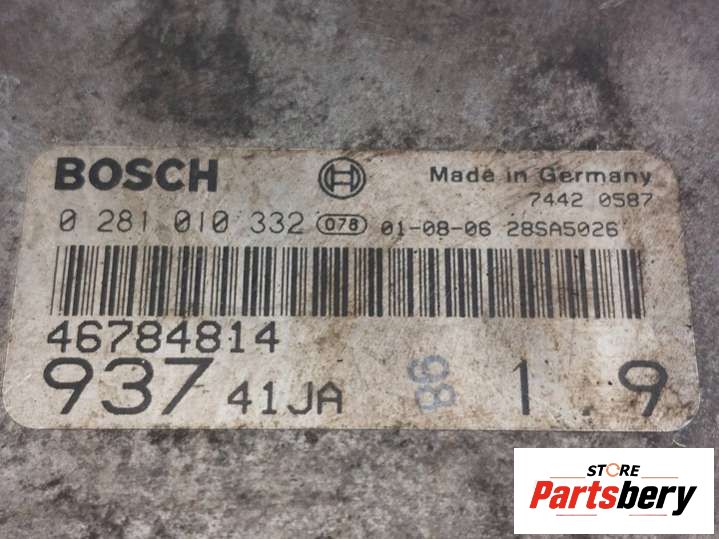 BOSCH Made in Germany
7442 0587
0 281 010 332 078 01-08-06 28SA5026
46784814
937 41JA 86 1.9
STORE
Partsbery